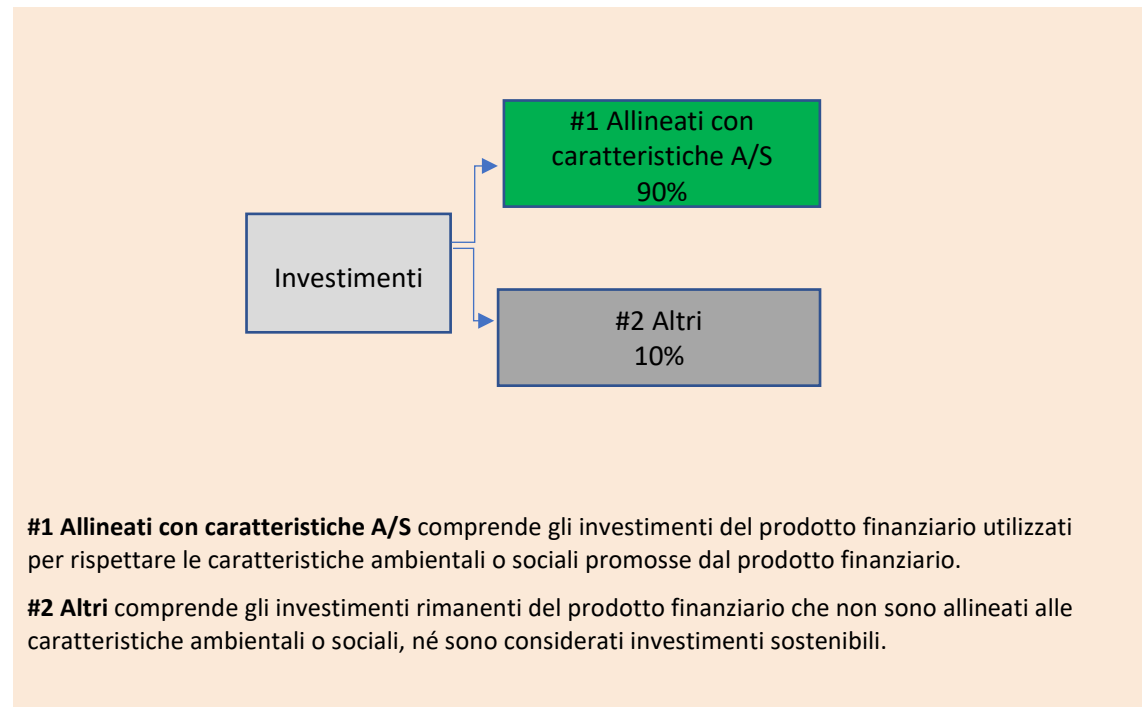 #1 Allineati con
caratteristiche A/S
90%
Investimenti
#2 Altri
10%
#1 Allineati con caratteristiche A/S comprende gli investimenti del prodotto finanziario utilizzati
per rispettare le caratteristiche ambientali o sociali promosse dal prodotto finanziario.
#2 Altri comprende gli investimenti rimanenti del prodotto finanziario che non sono allineati alle
caratteristiche ambientali o sociali, né sono considerati investimenti sostenibili.